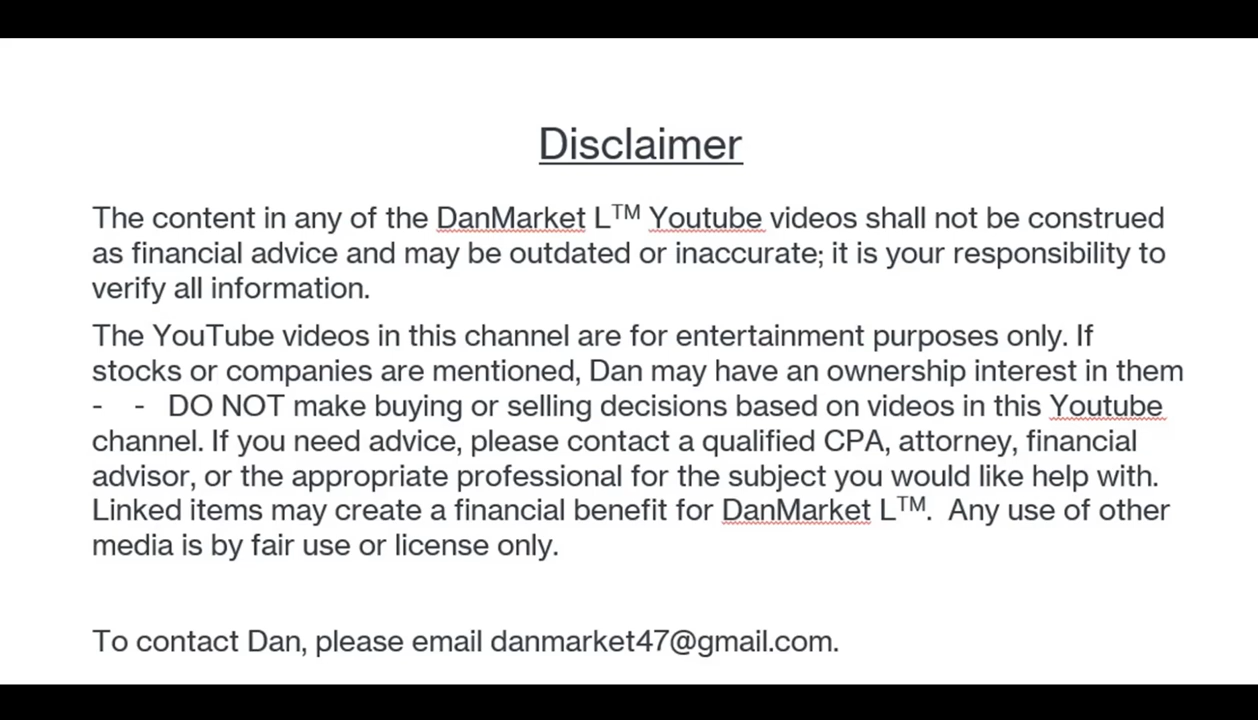 Disclaimer
The content in any of the DanMarket L™ Youtube videos shall not be construed
as financial advice and may be outdated or inaccurate; it is your responsibility to
verify all information.
The YouTube videos in this channel are for entertainment purposes only. If
stocks or companies are mentioned, Dan may have an ownership interest in them
- - DO NOT make buying or selling decisions based on videos in this Youtube
channel. If you need advice, please contact a qualified CPA, attorney, financial
advisor, or the appropriate professional for the subject you would like help with.
Linked items may create a financial benefit for DanMarket L™. Any use of other
media is by fair use or license only.
To contact Dan, please email danmarket47@gmail.com.